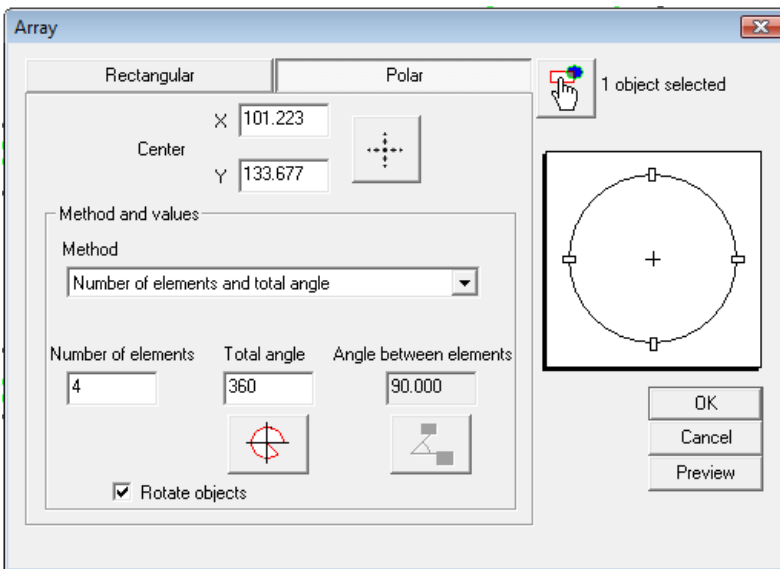 Array
Rectangular
Polar
1 object selected
X 101.223
Center
Y 133.677
Method and values
Method
Number of elements and total angle
Number of elements Total angle Angle between elements
4 360 90.000
Rotate objects
OK
Cancel
Preview